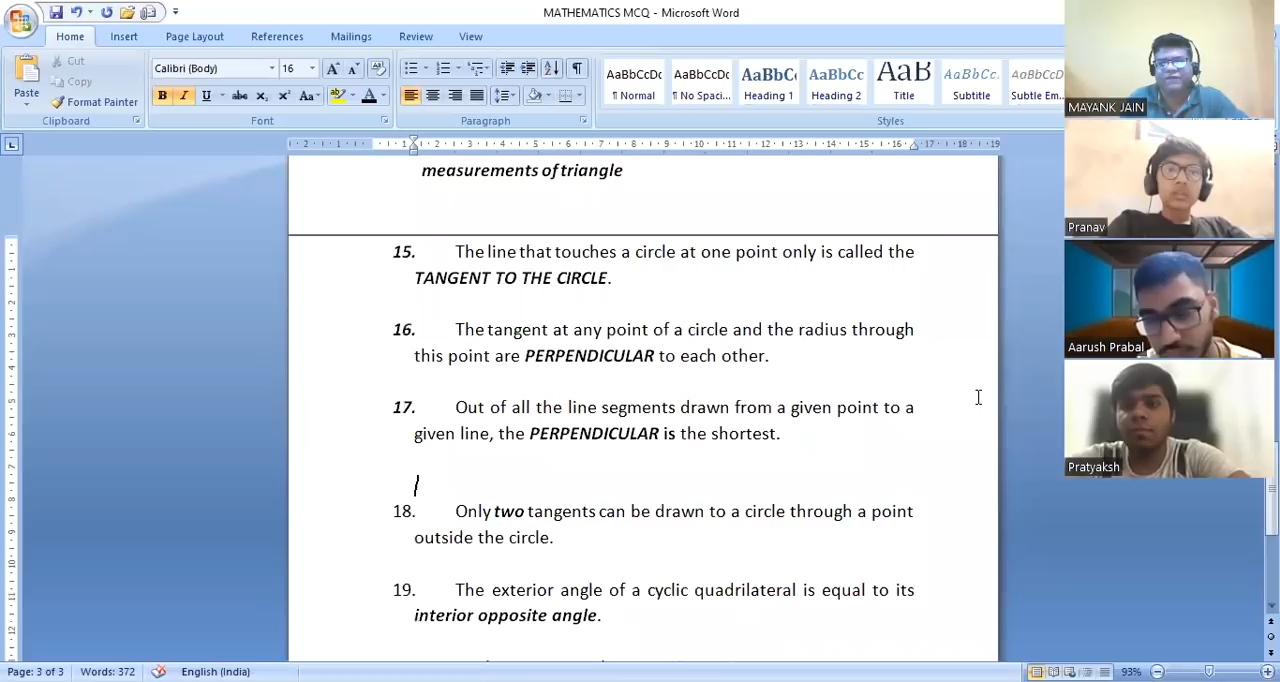 MATHEMATICS MCQ - Microsoft Word
Home Insert Page Layout References Mailings Review View
Paste
Cut
Copy
Format Painter
Clipboard
Calibri (Body) 16
B I U abc X₂ X² Aa
Font
Paragraph
AaBbCcDc AaBbCcDc AaBbC AaBbCc AaB AaBbCc. AaBbCcDc
¶ Normal ¶ No Spaci... Heading 1 Heading 2 Title Subtitle Subtle Em...
Styles
measurements of triangle
15. The line that touches a circle at one point only is called the
TANGENT TO THE CIRCLE.
16. The tangent at any point of a circle and the radius through
this point are PERPENDICULAR to each other.
17. Out of all the line segments drawn from a given point to a
given line, the PERPENDICULAR is the shortest.
18. Only two tangents can be drawn to a circle through a point
outside the circle.
19. The exterior angle of a cyclic quadrilateral is equal to its
interior opposite angle.
Page: 3 of 3 Words: 372 English (India) 93%
MAYANK JAIN
Pranav
Aarush Prabal
Pratyaksh